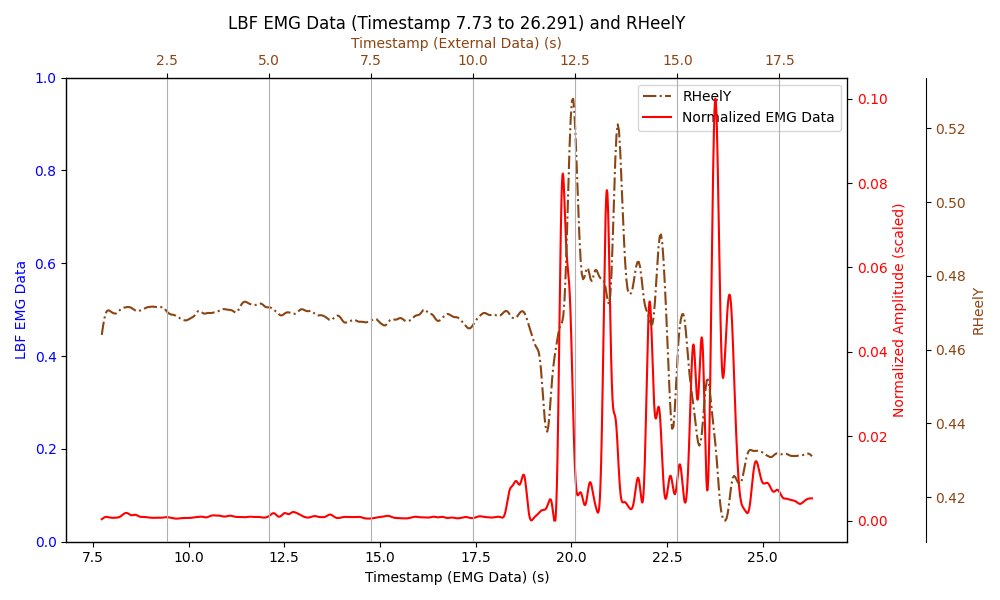 LBF EMG Data (Timestamp 7.73 to 26.291) and RHeelY
Timestamp (External Data) (s)
2.5 5.0 7.5 10.0 12.5 15.0 17.5
RHeelY
Normalized EMG Data
1.0
0.8
0.6
0.4
0.2
0.0
LBF EMG Data
0.10
0.08
0.06
0.04
0.02
0.00
Normalized Amplitude (scaled)
0.52
0.50
0.48
0.46
0.44
0.42
RHeelY
7.5 10.0 12.5 15.0 17.5 20.0 22.5 25.0
Timestamp (EMG Data) (s)